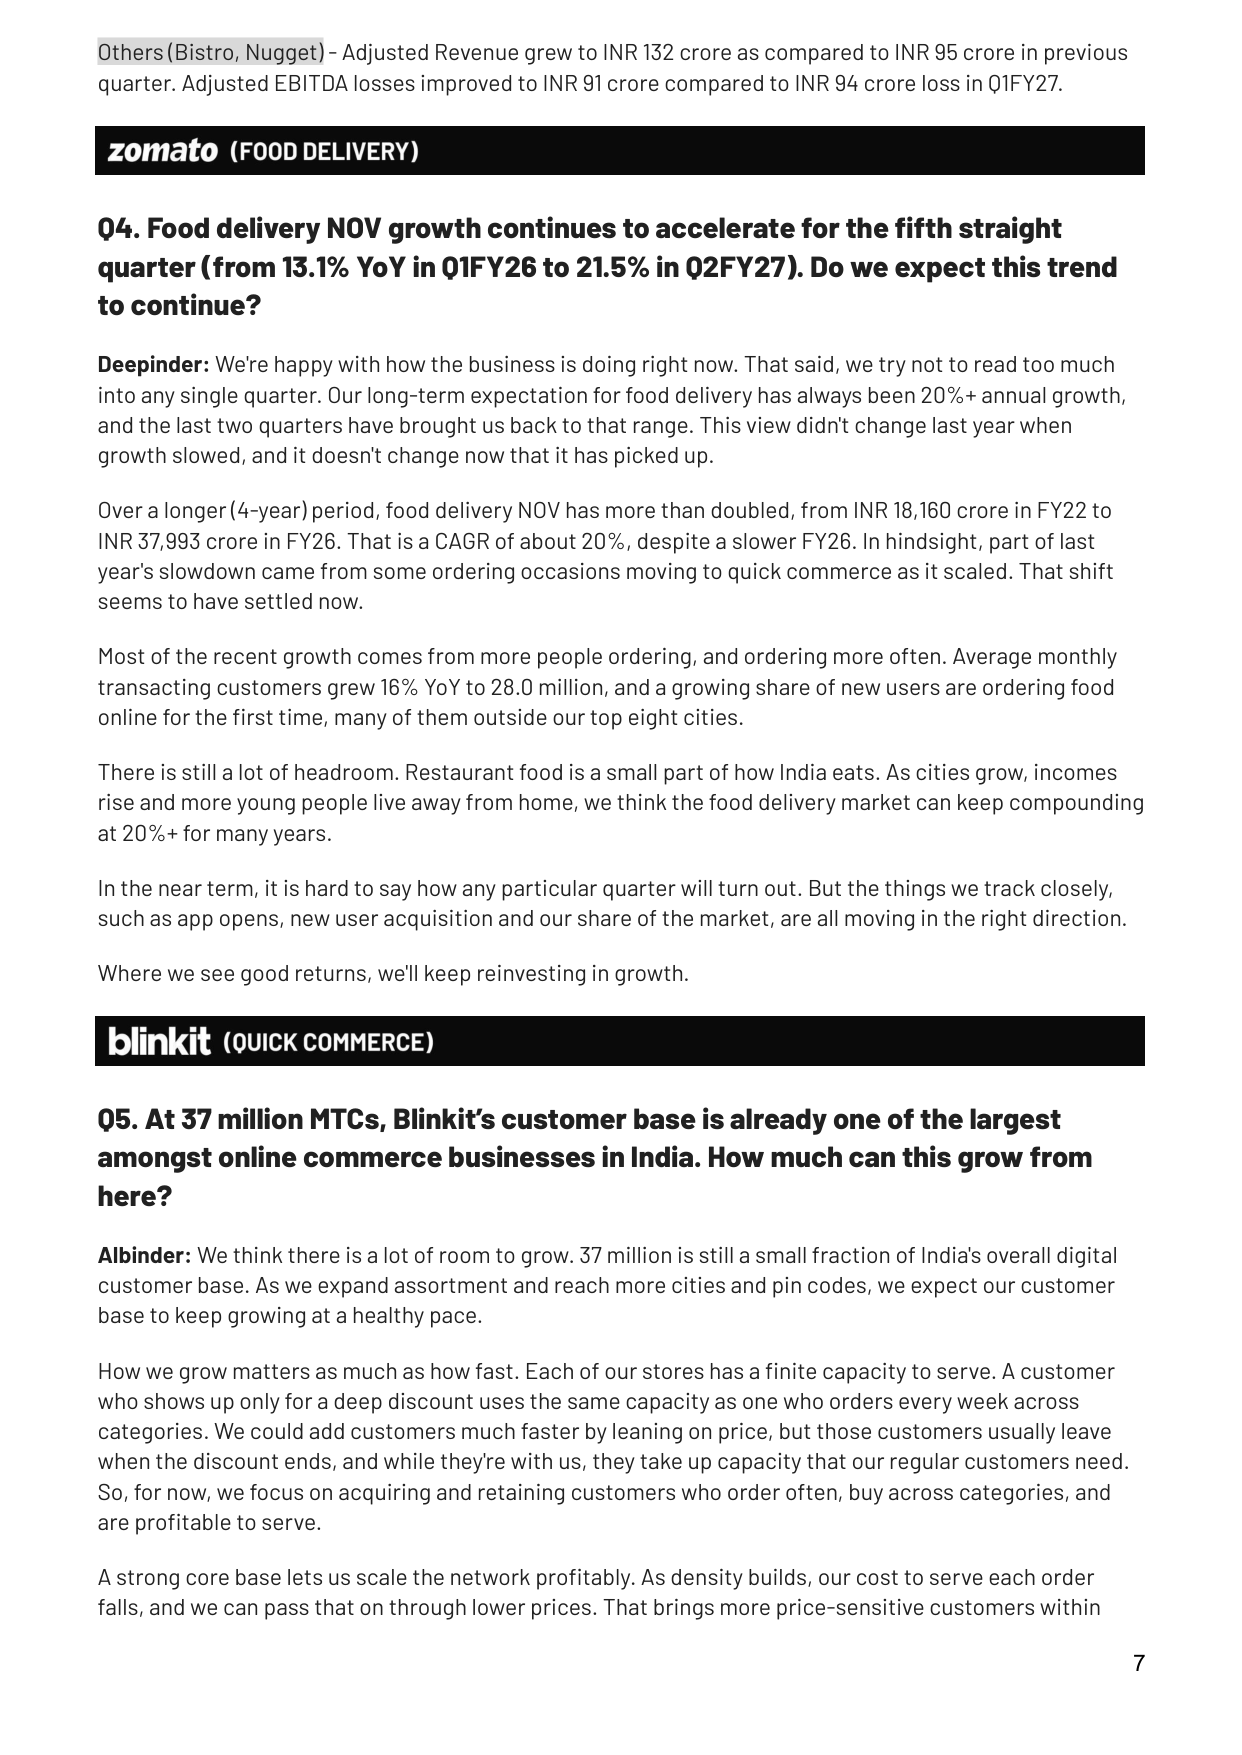 Others (Bistro, Nugget) - Adjusted Revenue grew to INR 132 crore as compared to INR 95 crore in previous
quarter. Adjusted EBITDA losses improved to INR 91 crore compared to INR 94 crore loss in Q1FY27.
zomato (FOOD DELIVERY)
Q4. Food delivery NOV growth continues to accelerate for the fifth straight
quarter (from 13.1% YoY in Q1FY26 to 21.5% in Q2FY27). Do we expect this trend
to continue?
Deepinder: We're happy with how the business is doing right now. That said, we try not to read too much
into any single quarter. Our long-term expectation for food delivery has always been 20%+ annual growth,
and the last two quarters have brought us back to that range. This view didn't change last year when
growth slowed, and it doesn't change now that it has picked up.
Over a longer (4-year) period, food delivery NOV has more than doubled, from INR 18,160 crore in FY22 to
INR 37,993 crore in FY26. That is a CAGR of about 20%, despite a slower FY26. In hindsight, part of last
year's slowdown came from some ordering occasions moving to quick commerce as it scaled. That shift
seems to have settled now.
Most of the recent growth comes from more people ordering, and ordering more often. Average monthly
transacting customers grew 16% YoY to 28.0 million, and a growing share of new users are ordering food
online for the first time, many of them outside our top eight cities.
There is still a lot of headroom. Restaurant food is a small part of how India eats. As cities grow, incomes
rise and more young people live away from home, we think the food delivery market can keep compounding
at 20%+ for many years.
In the near term, it is hard to say how any particular quarter will turn out. But the things we track closely,
such as app opens, new user acquisition and our share of the market, are all moving in the right direction.
Where we see good returns, we'll keep reinvesting in growth.
blinkit (QUICK COMMERCE)
Q5. At 37 million MTCs, Blinkit’s customer base is already one of the largest
amongst online commerce businesses in India. How much can this grow from
here?
Albinder: We think there is a lot of room to grow. 37 million is still a small fraction of India's overall digital
customer base. As we expand assortment and reach more cities and pin codes, we expect our customer
base to keep growing at a healthy pace.
How we grow matters as much as how fast. Each of our stores has a finite capacity to serve. A customer
who shows up only for a deep discount uses the same capacity as one who orders every week across
categories. We could add customers much faster by leaning on price, but those customers usually leave
when the discount ends, and while they're with us, they take up capacity that our regular customers need.
So, for now, we focus on acquiring and retaining customers who order often, buy across categories, and
are profitable to serve.
A strong core base lets us scale the network profitably. As density builds, our cost to serve each order
falls, and we can pass that on through lower prices. That brings more price-sensitive customers within
7